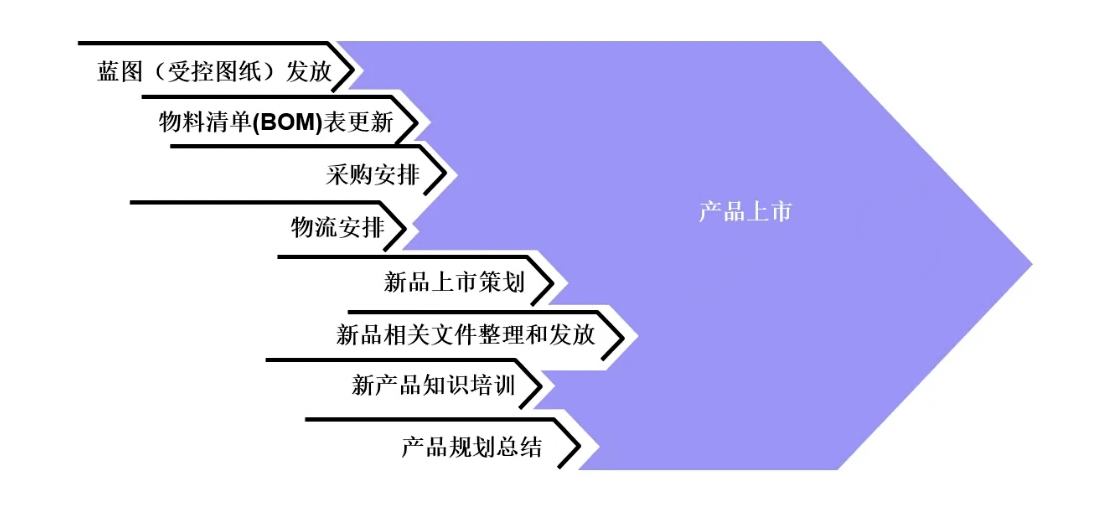 蓝图（受控图纸）发放
物料清单(BOM)表更新
采购安排
产品上市
物流安排
新品上市策划
新品相关文件整理和发放
新产品知识培训
产品规划总结